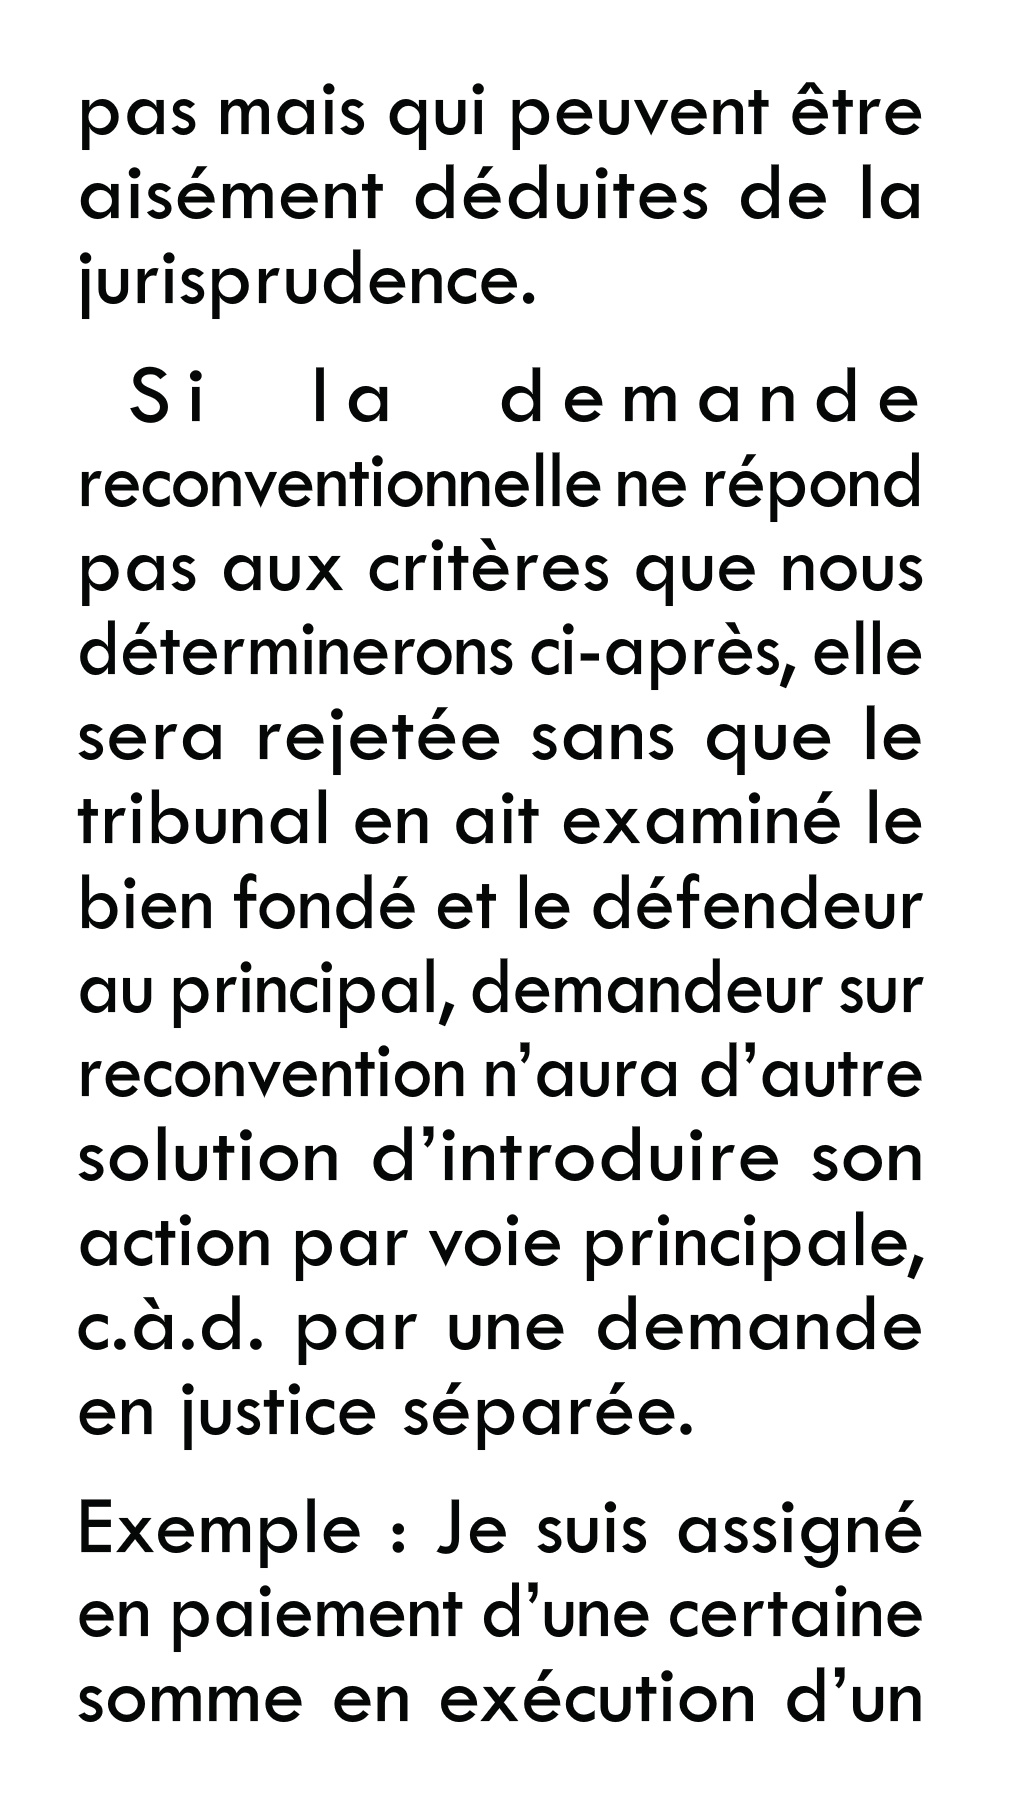 pas mais qui peuvent être
aisément déduites de la
jurisprudence.
Si la demande
reconventionnelle ne répond
pas aux critères que nous
déterminerons ci-après, elle
sera rejetée sans que le
tribunal en ait examiné le
bien fondé et le défendeur
au principal, demandeur sur
reconvention n’aura d’autre
solution d’introduire son
action par voie principale,
c.à.d. par une demande
en justice séparée.
Exemple : Je suis assigné
en paiement d’une certaine
somme en exécution d’un